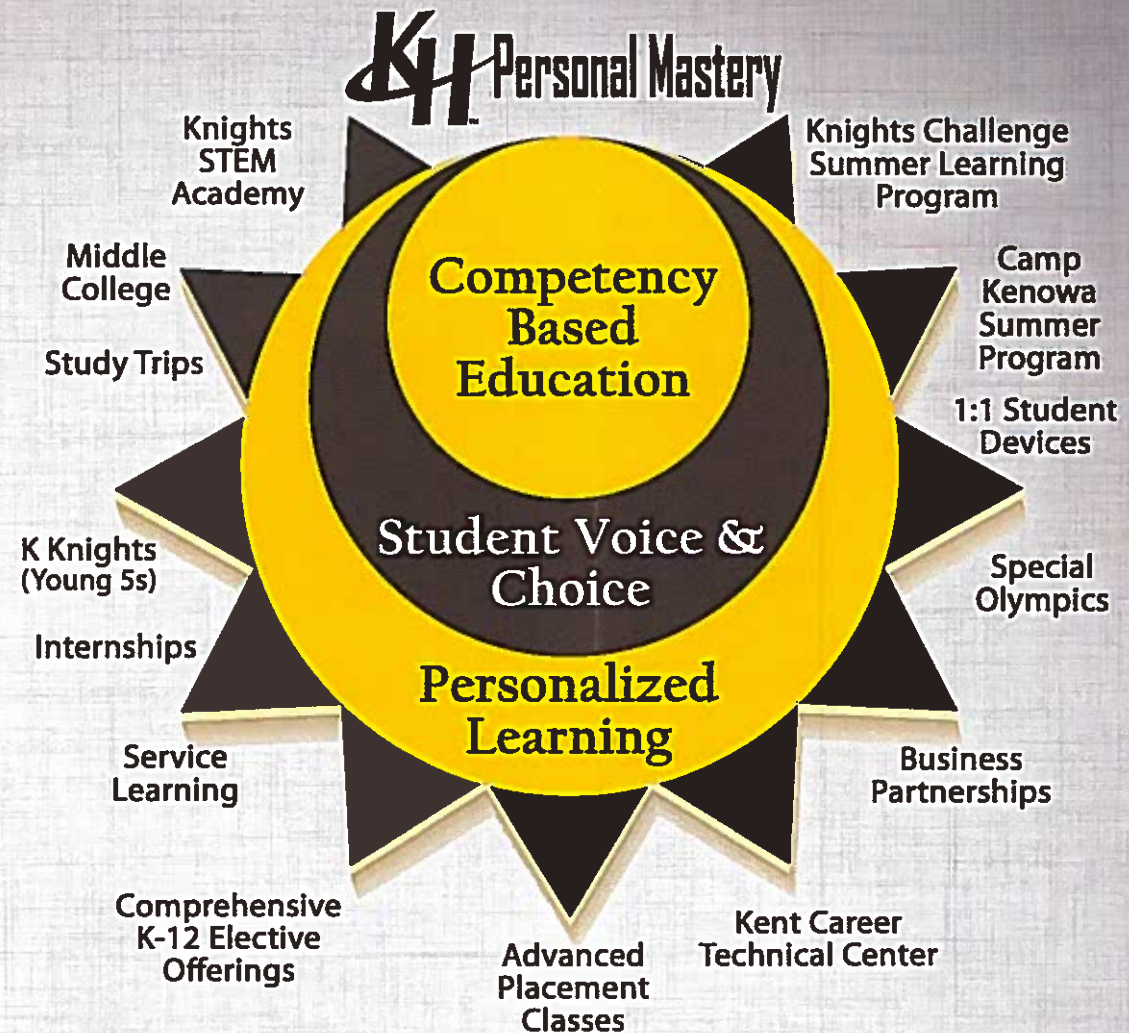 KH Personal Mastery
Knights
STEM
Academy
Knights Challenge
Summer Learning
Program
Middle
College
Camp
Kenowa
Summer
Program
Study Trips
1:1 Student
Devices
Competency
Based
Education
Student Voice &
Choice
Personalized
Learning
K Knights
(Young 5s)
Special
Olympics
Internships
Service
Learning
Business
Partnerships
Comprehensive
K-12 Elective
Offerings
Advanced
Placement
Classes
Kent Career
Technical Center